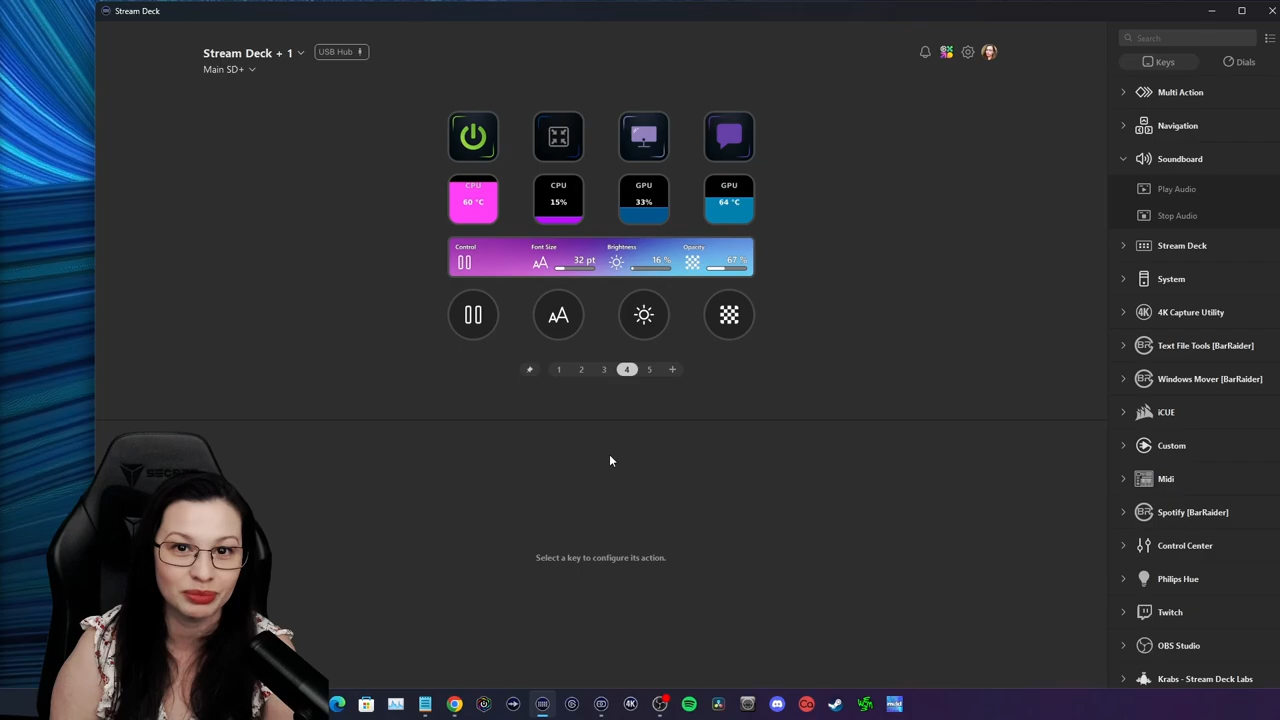 Stream Deck
Stream Deck + 1
USB Hub
Main SD+
Search
Keys
Dials
Multi Action
Navigation
Soundboard
Play Audio
Stop Audio
Stream Deck
System
4K Capture Utility
Text File Tools [BarRaider]
Windows Mover [BarRaider]
iCUE
Custom
Midi
Spotify [BarRaider]
Control Center
Philips Hue
Twitch
OBS Studio
Krabs - Stream Deck Labs
CPU
60 °C
CPU
15%
GPU
33%
GPU
64 °C
Control
Font Size
32 pt
Brightness
16 %
Opacity
67 %
1 2 3 4 5 +
Select a key to configure its action.